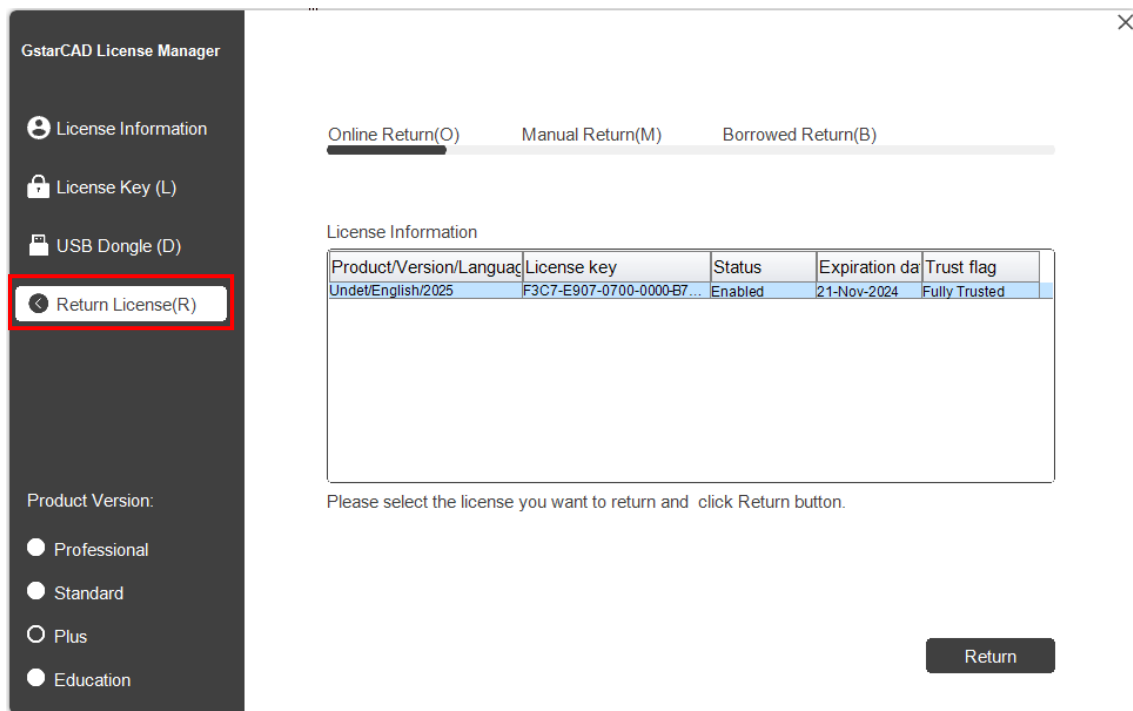 GstarCAD License Manager
License Information
License Key (L)
USB Dongle (D)
Return License(R)
Product Version:
Professional
Standard
Plus
Education
Online Return(O) Manual Return(M) Borrowed Return(B)
License Information
Product/Version/Languag License key Status Expiration da Trust flag
Undet/English/2025 F3C7-E907-0700-0000-B7... Enabled 21-Nov-2024 Fully Trusted
Please select the license you want to return and click Return button.
Return